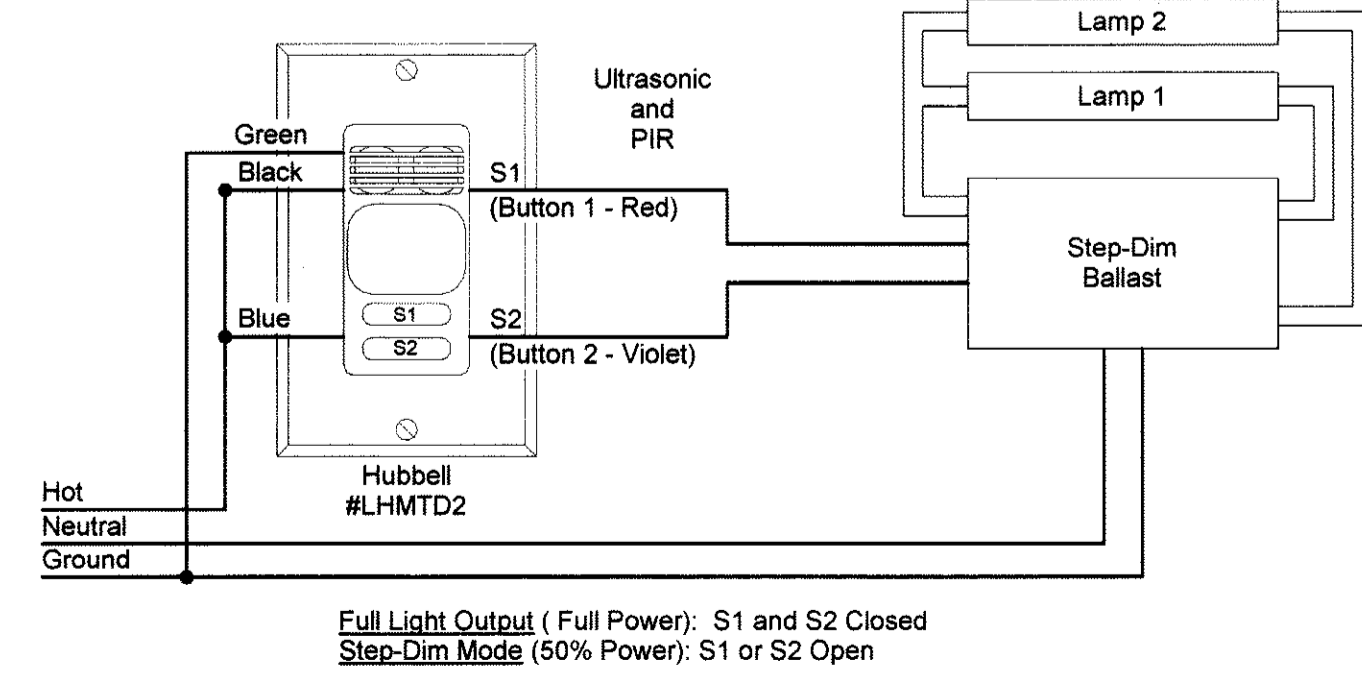 Lamp 2
Lamp 1
Ultrasonic
and
PIR
Green
Black
S1
(Button 1 - Red)
Step-Dim
Ballast
Blue
S1
S2
S2
(Button 2 - Violet)
Hubbell
#LHMTD2
Hot
Neutral
Ground
Full Light Output ( Full Power): S1 and S2 Closed
Step-Dim Mode (50% Power): S1 or S2 Open